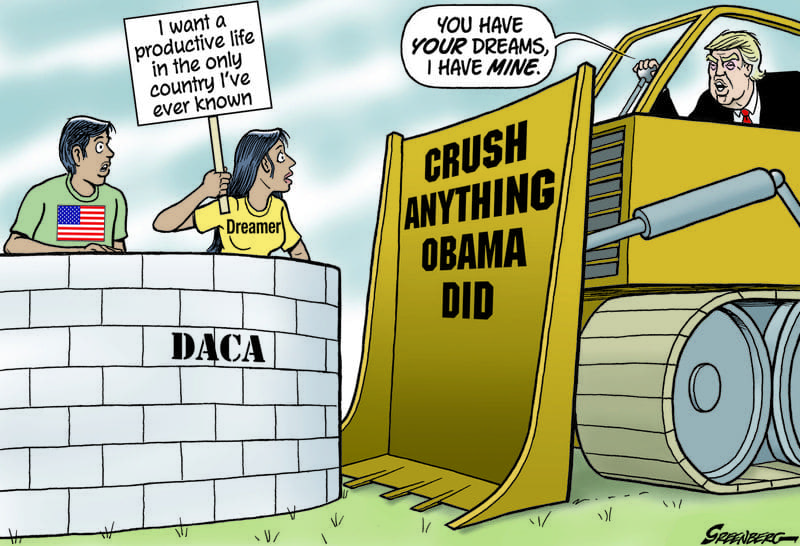 I want a
productive life
in the only
country I've
ever known
YOU HAVE
YOUR DREAMS,
I HAVE MINE.
Dreamer
CRUSH
ANYTHING
OBAMA
DID
DACA
GREENBERG